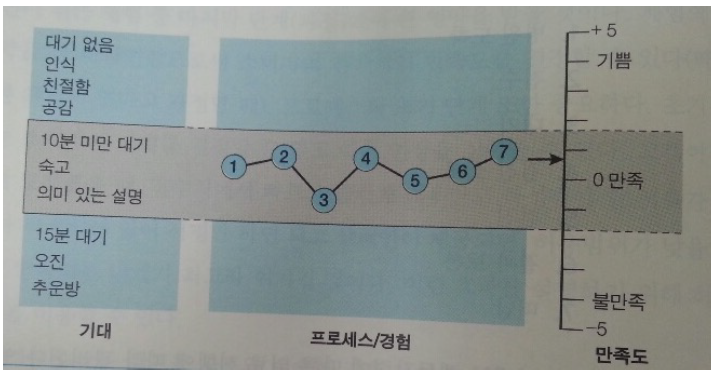 대기 없음
인식
친절함
공감
10분 미만 대기
숙고
의미 있는 설명
15분 대기
오진
추운방
기대
1
2
3
4
5
6
7
프로세스/경험
+5
기쁨
0 만족
불만족
-5
만족도